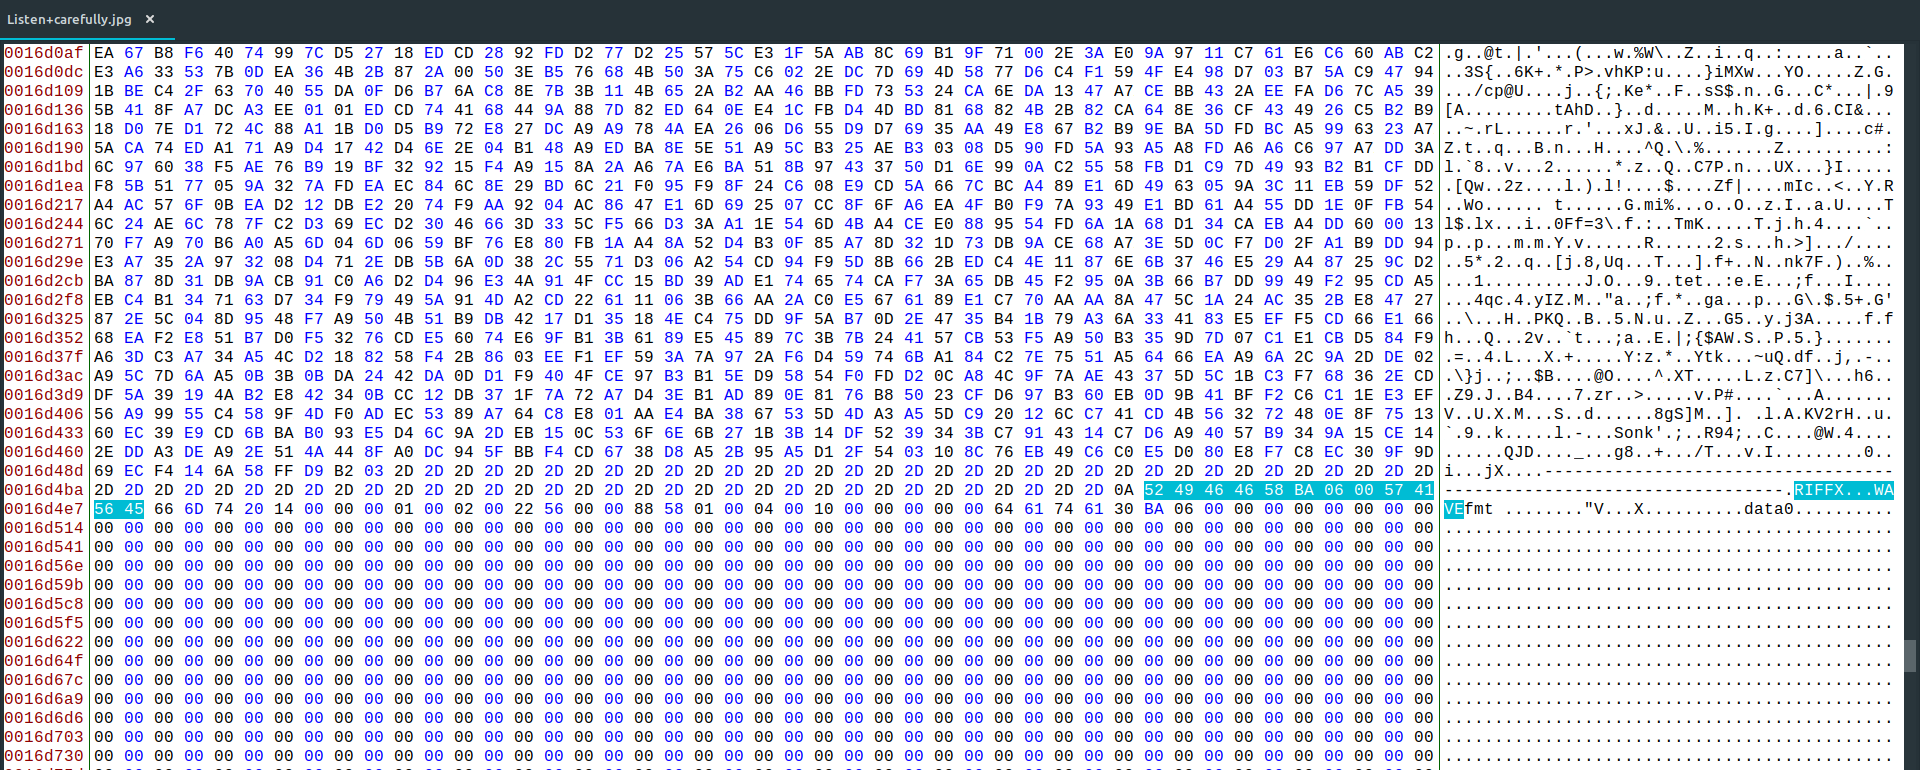 Listen+carefully.jpg ×
0016d0af EA 67 B8 F6 40 74 99 7C D5 27 18 ED CD 28 92 FD D2 77 D2 25 57 5C E3 1F 5A AB 8C 69 B1 9F 71 00 2E 3A E0 9A 97 11 C7 61 E6 C6 60 AB C2 .g..@t.|.'...(...w.%W\..Z..i..q..:.....a..`..
0016d0dc E3 A6 33 53 7B 0D EA 36 4B 2B 87 2A 00 50 3E B5 76 68 4B 50 3A 75 C6 02 2E DC 7D 69 4D 58 77 D6 C4 F1 59 4F E4 98 D7 03 B7 5A C9 47 94 ..3S{..6K+.*.P>.vhKP:u....}iMXw...YO.....Z.G.
0016d109 1B BE C4 2F 63 70 40 55 DA 0F D6 B7 6A C8 8E 7B 3B 11 4B 65 2A B2 AA 46 BB FD 73 53 24 CA 6E DA 13 47 A7 CE BB 43 2A EE FA D6 7C A5 39 .../cp@U....j..{;.Ke*..F..sS$.n..G...C*...|.9
0016d136 5B 41 8F A7 DC A3 EE 01 01 ED CD 74 41 68 44 9A 88 7D 82 ED 64 0E E4 1C FB D4 4D BD 81 68 82 4B 2B 82 CA 64 8E 36 CF 43 49 26 C5 B2 B9 [A.........tAhD..}..d.....M..h.K+..d.6.CI&...
0016d163 18 D0 7E D1 72 4C 88 A1 1B D0 D5 B9 72 E8 27 DC A9 A9 78 4A EA 26 06 D6 55 D9 D7 69 35 AA 49 E8 67 B2 B9 9E BA 5D FD BC A5 99 63 23 A7 ..~.rL......r.'...xJ.&..U..i5.I.g....]....c#.
0016d190 5A CA 74 ED A1 71 A9 D4 17 42 D4 6E 2E 04 B1 48 A9 ED BA 8E 5E 51 A9 5C B3 25 AE B3 03 08 D5 90 FD 5A 93 A5 A8 FD A6 A6 C6 97 A7 DD 3A Z.t..q...B.n...H....^Q.\.%.......Z..........:
0016d1bd 6C 97 60 38 F5 AE 76 B9 19 BF 32 92 15 F4 A9 15 8A 2A A6 7A E6 BA 51 8B 97 43 37 50 D1 6E 99 0A C2 55 58 FB D1 C9 7D 49 93 B2 B1 CF DD l.`8..v...2......*.z..Q..C7P.n...UX...}I.....
0016d1ea F8 5B 51 77 05 9A 32 7A FD EA EC 84 6C 8E 29 BD 6C 21 F0 95 F9 8F 24 C6 08 E9 CD 5A 66 7C BC A4 89 E1 6D 49 63 05 9A 3C 11 EB 59 DF 52 .[Qw..2z....l.).l!....$....Zf|....mIc..<..Y.R
0016d217 A4 AC 57 6F 0B EA D2 12 DB E2 20 74 F9 AA 92 04 AC 86 47 E1 6D 69 25 07 CC 8F 6F A6 EA 4F B0 F9 7A 93 49 E1 BD 61 A4 55 DD 1E 0F FB 54 ..Wo...... t......G.mi%...o..O..z.I..a.U....T
0016d244 6C 24 AE 6C 78 7F C2 D3 69 EC D2 30 46 66 3D 33 5C F5 66 D3 3A A1 1E 54 6D 4B A4 CE E0 88 95 54 FD 6A 1A 68 D1 34 CA EB A4 DD 60 00 13 l$.lx...i..0Ff=3\.f.:..TmK.....T.j.h.4....`..
0016d271 70 F7 A9 70 B6 A0 A5 6D 04 6D 06 59 BF 76 E8 80 FB 1A A4 8A 52 D4 B3 0F 85 A7 8D 32 1D 73 DB 9A CE 68 A7 3E 5D 0C F7 D0 2F A1 B9 DD 94 p..p...m.m.Y.v......R......2.s...h.>].../....
0016d29e E3 A7 35 2A 97 32 08 D4 71 2E DB 5B 6A 0D 38 2C 55 71 D3 06 A2 54 CD 94 F9 5D 8B 66 2B ED C4 4E 11 87 6E 6B 37 46 E5 29 A4 87 25 9C D2 ..5*.2..q..[j.8,Uq...T...].f+..N..nk7F.)..%..
0016d2cb BA 87 8D 31 DB 9A CB 91 C0 A6 D2 D4 96 E3 4A 91 4F CC 15 BD 39 AD E1 74 65 74 CA F7 3A 65 DB 45 F2 95 0A 3B 66 B7 DD 99 49 F2 95 CD A5 ...1..........J.O...9..tet..:e.E...;f...I....
0016d2f8 EB C4 B1 34 71 63 D7 34 F9 79 49 5A 91 4D A2 CD 22 61 11 06 3B 66 AA 2A C0 E5 67 61 89 E1 C7 70 AA AA 8A 47 5C 1A 24 AC 35 2B E8 47 27 ...4qc.4.yIZ.M.."a..;f.*..ga...p...G\.$.5+.G'
0016d325 87 2E 5C 04 8D 95 48 F7 A9 50 4B 51 B9 DB 42 17 D1 35 18 4E C4 75 DD 9F 5A B7 0D 2E 47 35 B4 1B 79 A3 6A 33 41 83 E5 EF F5 CD 66 E1 66 ..\...H..PKQ..B..5.N.u..Z...G5..y.j3A.....f.f
0016d352 68 EA F2 E8 51 B7 D0 F5 32 76 CD E5 60 74 E6 9F B1 3B 61 89 E5 45 89 7C 3B 7B 24 41 57 CB 53 F5 A9 50 B3 35 9D 7D 07 C1 E1 CB D5 84 F9 h...Q...2v..`t...;a..E.|;{$AW.S..P.5.}.......
0016d37f A6 3D C3 A7 34 A5 4C D2 18 82 58 F4 2B 86 03 EE F1 EF 59 3A 7A 97 2A F6 D4 59 74 6B A1 84 C2 7E 75 51 A5 64 66 EA A9 6A 2C 9A 2D DE 02 .=..4.L...X.+.....Y:z.*..Ytk...~uQ.df..j,.-..
0016d3ac A9 5C 7D 6A A5 0B 3B 0B DA 24 42 DA 0D D1 F9 40 4F CE 97 B3 B1 5E D9 58 54 F0 FD D2 0C A8 4C 9F 7A AE 43 37 5D 5C 1B C3 F7 68 36 2E CD .\}j..;..$B....@O....^.XT.....L.z.C7]\...h6..
0016d3d9 DF 5A 39 19 4A B2 E8 42 34 0B CC 12 DB 37 1F 7A 72 A7 D4 3E B1 AD 89 0E 81 76 B8 50 23 CF D6 97 B3 60 EB 0D 9B 41 BF F2 C6 C1 1E E3 EF .Z9.J..B4....7.zr..>.....v.P#....`...A.......
0016d406 56 A9 99 55 C4 58 9F 4D F0 AD EC 53 89 A7 64 C8 E8 01 AA E4 BA 38 67 53 5D 4D A3 A5 5D C9 20 12 6C C7 41 CD 4B 56 32 72 48 0E 8F 75 13 V..U.X.M...S..d......8gS]M..]. .l.A.KV2rH..u.
0016d433 60 EC 39 E9 CD 6B BA B0 93 E5 D4 6C 9A 2D EB 15 0C 53 6F 6E 6B 27 1B 3B 14 DF 52 39 34 3B C7 91 43 14 C7 D6 A9 40 57 B9 34 9A 15 CE 14 `.9..k.....l.-...Sonk'.;..R94;..C....@W.4....
0016d460 2E DD A3 DE A9 2E 51 4A 44 8F A0 DC 94 5F BB F4 CD 67 38 D8 A5 2B 95 A5 D1 2F 54 03 10 8C 76 EB 49 C6 C0 E5 D0 80 E8 F7 C8 EC 30 9F 9D ......QJD...._...g8..+.../T...v.I.........0..
0016d48d 69 EC F4 14 6A 58 FF D9 B2 03 2D 2D 2D 2D 2D 2D 2D 2D 2D 2D 2D 2D 2D 2D 2D 2D 2D 2D 2D 2D 2D 2D 2D 2D 2D 2D 2D 2D 2D 2D 2D 2D 2D 2D 2D i...jX....-----------------------------------
0016d4ba 2D 2D 2D 2D 2D 2D 2D 2D 2D 2D 2D 2D 2D 2D 2D 2D 2D 2D 2D 2D 2D 2D 2D 2D 2D 2D 2D 2D 2D 2D 2D 2D 2D 2D 0A 52 49 46 46 58 BA 06 00 57 41 ----------------------------------.RIFFX...WA
0016d4e7 56 45 66 6D 74 20 14 00 00 00 01 00 02 00 22 56 00 00 88 58 01 00 04 00 10 00 00 00 00 00 64 61 74 61 30 BA 06 00 00 00 00 00 00 00 00 VEfmt ........"V...X..........data0..........
0016d514 00 00 00 00 00 00 00 00 00 00 00 00 00 00 00 00 00 00 00 00 00 00 00 00 00 00 00 00 00 00 00 00 00 00 00 00 00 00 00 00 00 00 00 00 00 .............................................
0016d541 00 00 00 00 00 00 00 00 00 00 00 00 00 00 00 00 00 00 00 00 00 00 00 00 00 00 00 00 00 00 00 00 00 00 00 00 00 00 00 00 00 00 00 00 00 .............................................
0016d56e 00 00 00 00 00 00 00 00 00 00 00 00 00 00 00 00 00 00 00 00 00 00 00 00 00 00 00 00 00 00 00 00 00 00 00 00 00 00 00 00 00 00 00 00 00 .............................................
0016d59b 00 00 00 00 00 00 00 00 00 00 00 00 00 00 00 00 00 00 00 00 00 00 00 00 00 00 00 00 00 00 00 00 00 00 00 00 00 00 00 00 00 00 00 00 00 .............................................
0016d5c8 00 00 00 00 00 00 00 00 00 00 00 00 00 00 00 00 00 00 00 00 00 00 00 00 00 00 00 00 00 00 00 00 00 00 00 00 00 00 00 00 00 00 00 00 00 .............................................
0016d5f5 00 00 00 00 00 00 00 00 00 00 00 00 00 00 00 00 00 00 00 00 00 00 00 00 00 00 00 00 00 00 00 00 00 00 00 00 00 00 00 00 00 00 00 00 00 .............................................
0016d622 00 00 00 00 00 00 00 00 00 00 00 00 00 00 00 00 00 00 00 00 00 00 00 00 00 00 00 00 00 00 00 00 00 00 00 00 00 00 00 00 00 00 00 00 00 .............................................
0016d64f 00 00 00 00 00 00 00 00 00 00 00 00 00 00 00 00 00 00 00 00 00 00 00 00 00 00 00 00 00 00 00 00 00 00 00 00 00 00 00 00 00 00 00 00 00 .............................................
0016d67c 00 00 00 00 00 00 00 00 00 00 00 00 00 00 00 00 00 00 00 00 00 00 00 00 00 00 00 00 00 00 00 00 00 00 00 00 00 00 00 00 00 00 00 00 00 .............................................
0016d6a9 00 00 00 00 00 00 00 00 00 00 00 00 00 00 00 00 00 00 00 00 00 00 00 00 00 00 00 00 00 00 00 00 00 00 00 00 00 00 00 00 00 00 00 00 00 .............................................
0016d6d6 00 00 00 00 00 00 00 00 00 00 00 00 00 00 00 00 00 00 00 00 00 00 00 00 00 00 00 00 00 00 00 00 00 00 00 00 00 00 00 00 00 00 00 00 00 .............................................
0016d703 00 00 00 00 00 00 00 00 00 00 00 00 00 00 00 00 00 00 00 00 00 00 00 00 00 00 00 00 00 00 00 00 00 00 00 00 00 00 00 00 00 00 00 00 00 .............................................
0016d730 00 00 00 00 00 00 00 00 00 00 00 00 00 00 00 00 00 00 00 00 00 00 00 00 00 00 00 00 00 00 00 00 00 00 00 00 00 00 00 00 00 00 00 00 00 .............................................